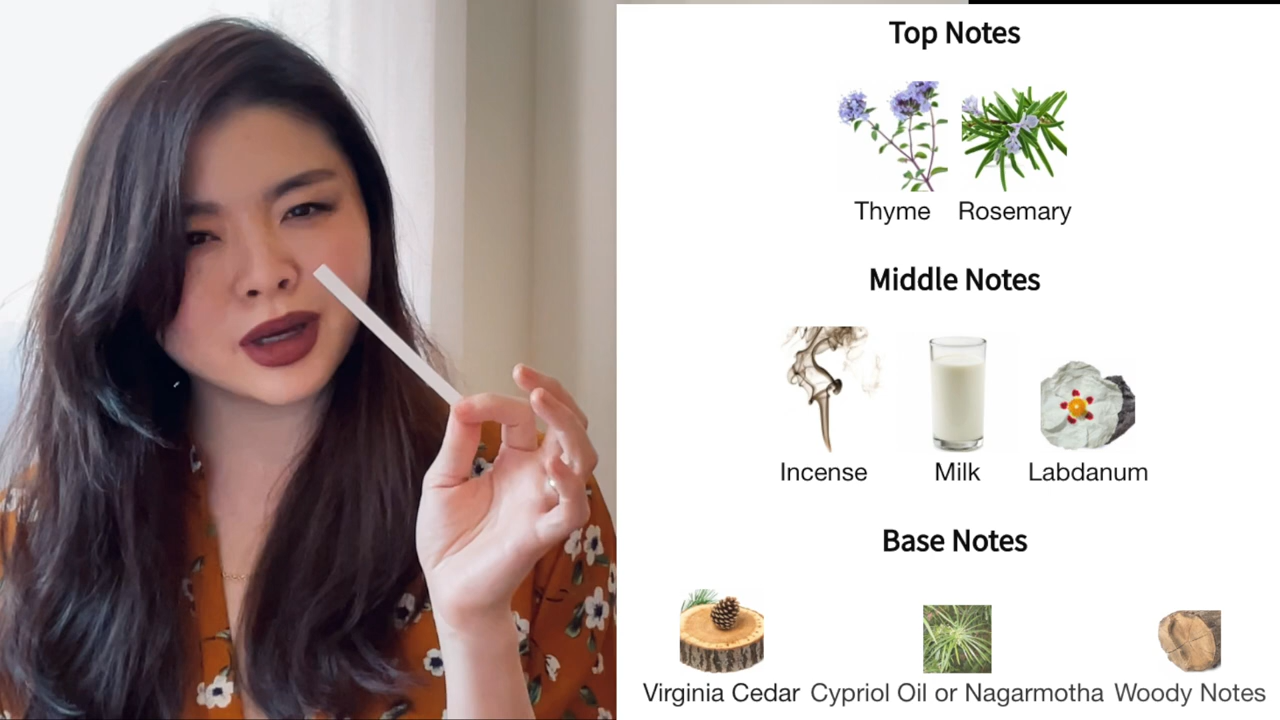 Top Notes
Thyme Rosemary
Middle Notes
Incense Milk Labdanum
Base Notes
Virginia Cedar Cypriol Oil or Nagarmotha Woody Notes